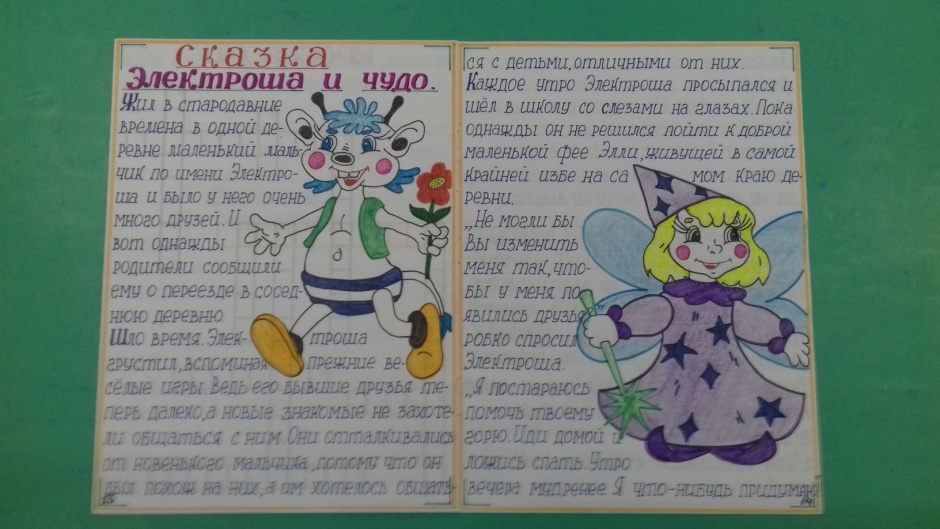 СКАЗКА
ЭЛЕКТРОША И ЧУДО.
Жил в стародавние
времена в одной де-
ревне маленький маль-
чик по имени Электро-
ша и было у него очень
много друзей. И
вот однажды
родители сообщили
ему о переезде в сосед-
нюю деревню
Шло время. Элек- троша
грустил, вспоминая прежние ве-
сёлые игры. Ведь его бывшие друзья те-
перь далеко, а новые знакомые не захоте-
ли общаться с ним. Они отталкивались
от новенького мальчика, потому что он
был похож на них, а им хотелось общать-
15
ся с детьми, отличными от них.
Каждое утро Электроша просыпался и
шёл в школу со слезами на глазах. Пока
однажды он не решился пойти к доброй
маленькой фее Элли, живущей в самой
крайней избе на са мом краю де-
ревни.
„Не могли бы
Вы изменить
меня так, что-
бы у меня по
явились друзья
робко спросил
Электроша.
„Я постараюсь
помочь твоему
горю. Иди домой и
ложись спать. Утро
вечера мудренее. Я что-нибудь придумаю
14